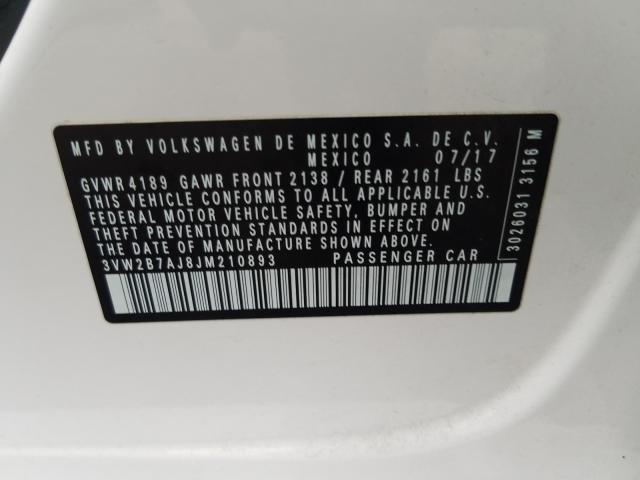 MFD BY VOLKSWAGEN DE MEXICO S.A. DE C.V.
MEXICO 07/17
GVWR 4189 GAWR FRONT 2138 / REAR 2161 LBS
THIS VEHICLE CONFORMS TO ALL APPLICABLE U.S.
FEDERAL MOTOR VEHICLE SAFETY, BUMPER AND
THEFT PREVENTION STANDARDS IN EFFECT ON
THE DATE OF MANUFACTURE SHOWN ABOVE.
3VW2B7AJ8JM210893 PASSENGER CAR
3026031 3156 M